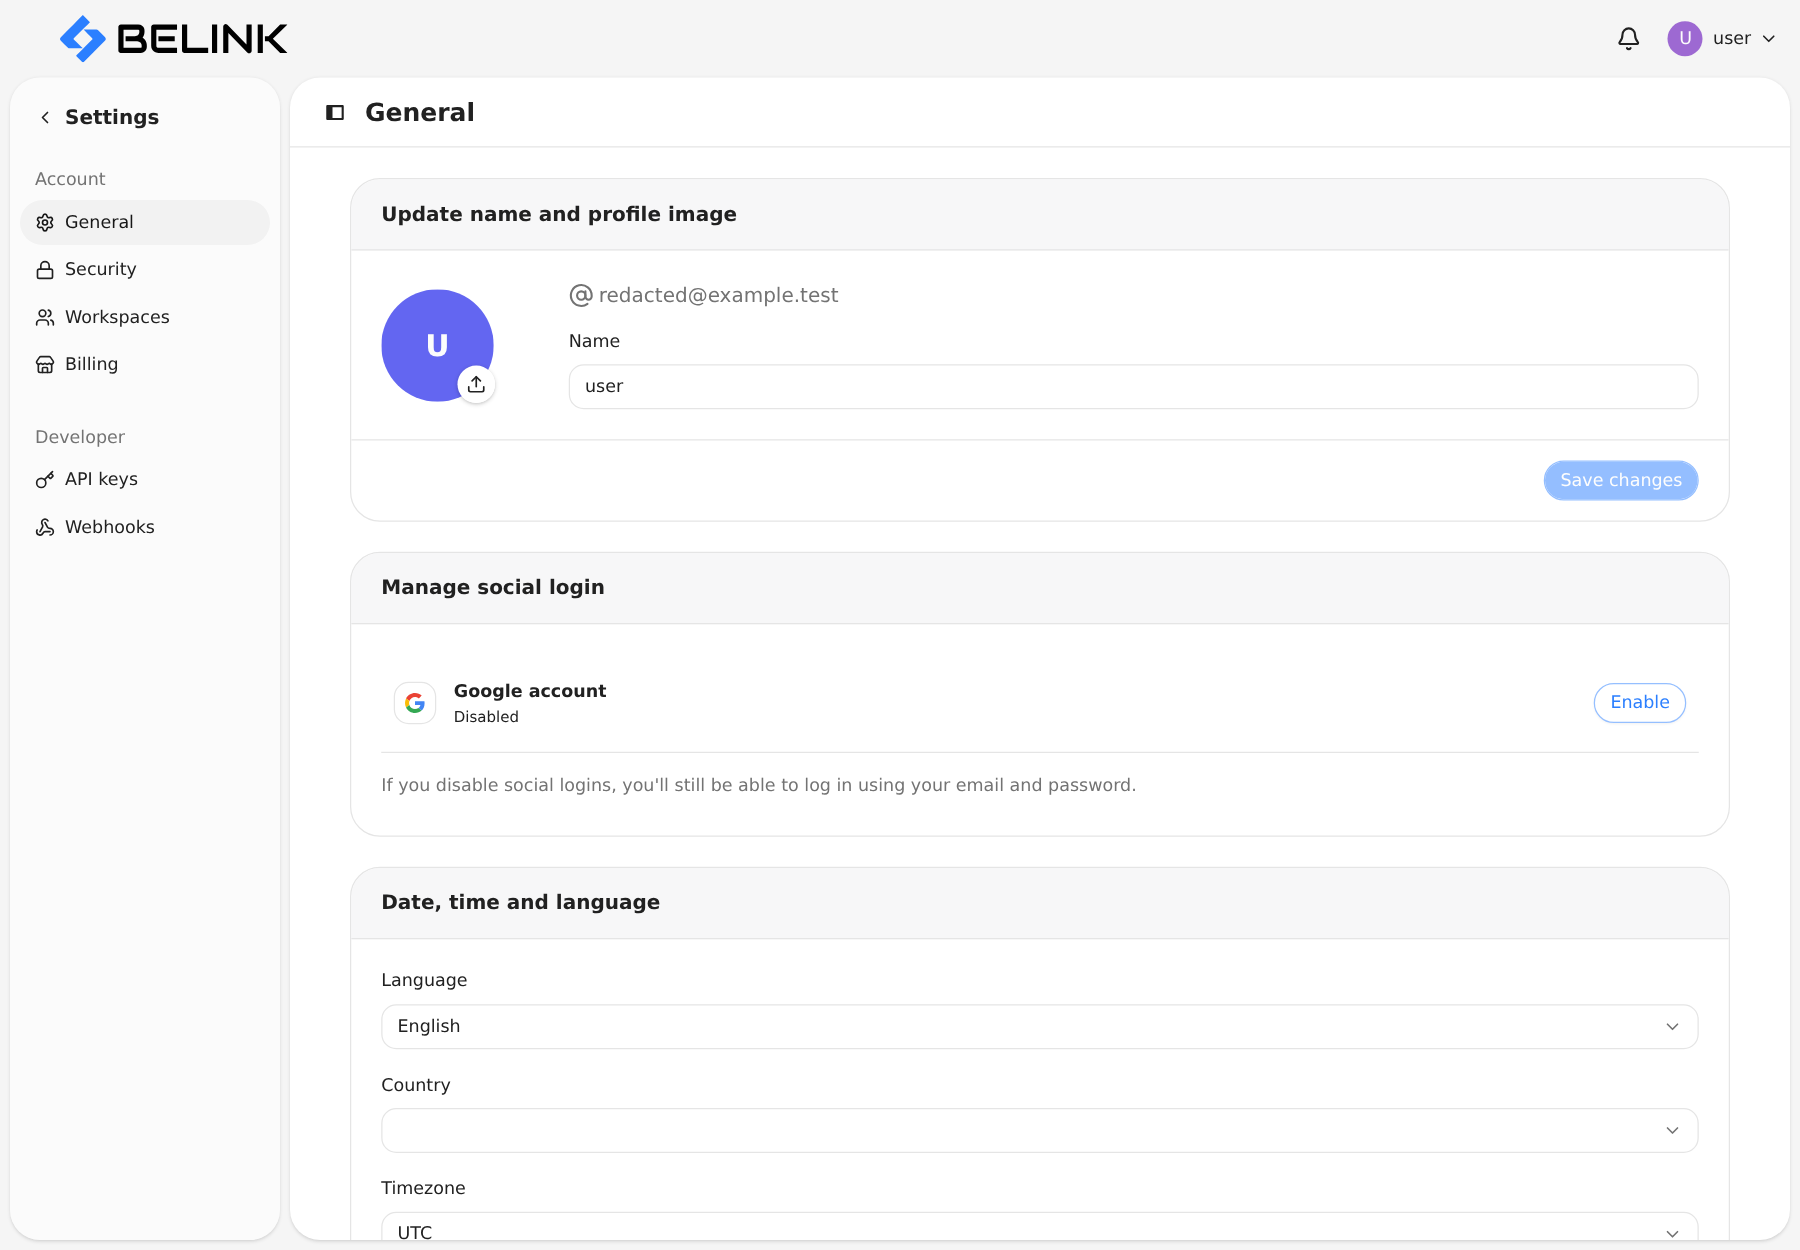 BELINK
U user
Settings
Account
General
Security
Workspaces
Billing
Developer
API keys
Webhooks
General
Update name and profile image
U
@ redacted@example.test
Name
user
Save changes
Manage social login
Google account
Disabled
Enable
If you disable social logins, you'll still be able to log in using your email and password.
Date, time and language
Language
English
Country
Timezone
UTC